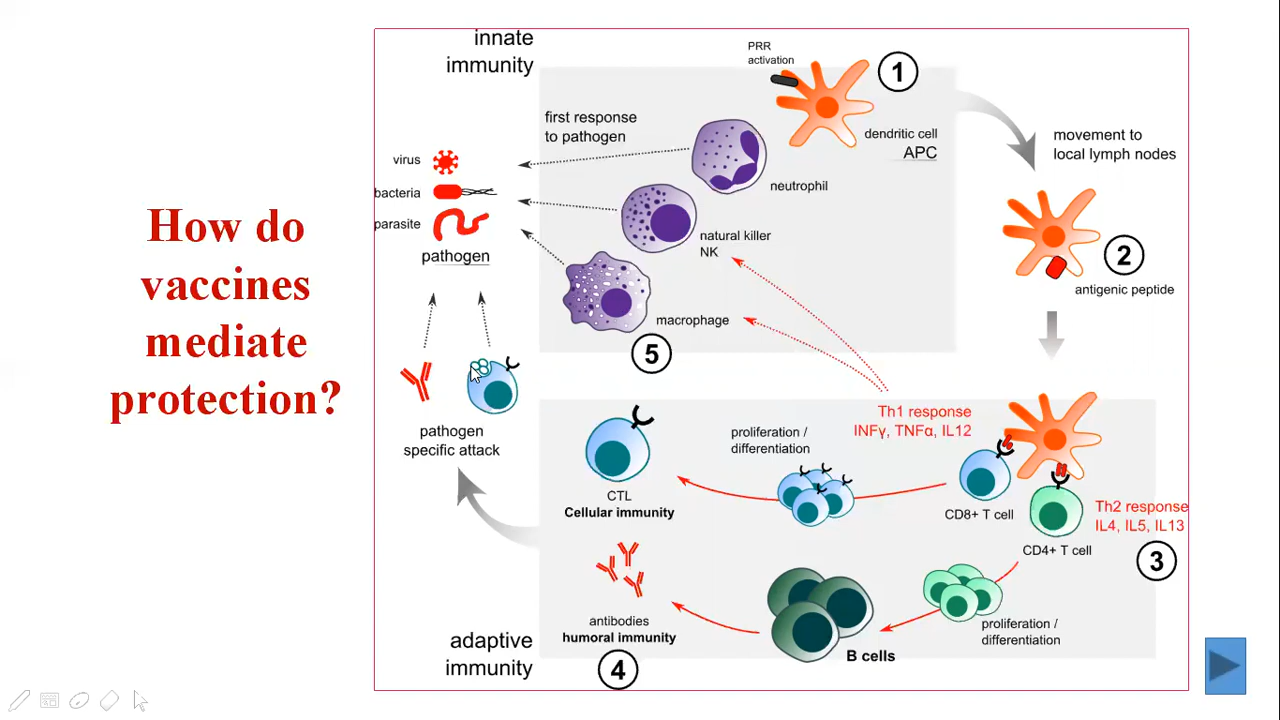 How do
vaccines
mediate
protection?
innate
immunity
PRR
activation
1
first response
to pathogen
dendritic cell
APC
movement to
local lymph nodes
virus
bacteria
parasite
pathogen
neutrophil
natural killer
NK
2
antigenic peptide
macrophage
5
pathogen
specific attack
Th1 response
INFγ, TNFα, IL12
proliferation /
differentiation
CTL
Cellular immunity
CD8+ T cell
Th2 response
IL4, IL5, IL13
CD4+ T cell
3
antibodies
humoral immunity
4
B cells
proliferation /
differentiation
adaptive
immunity